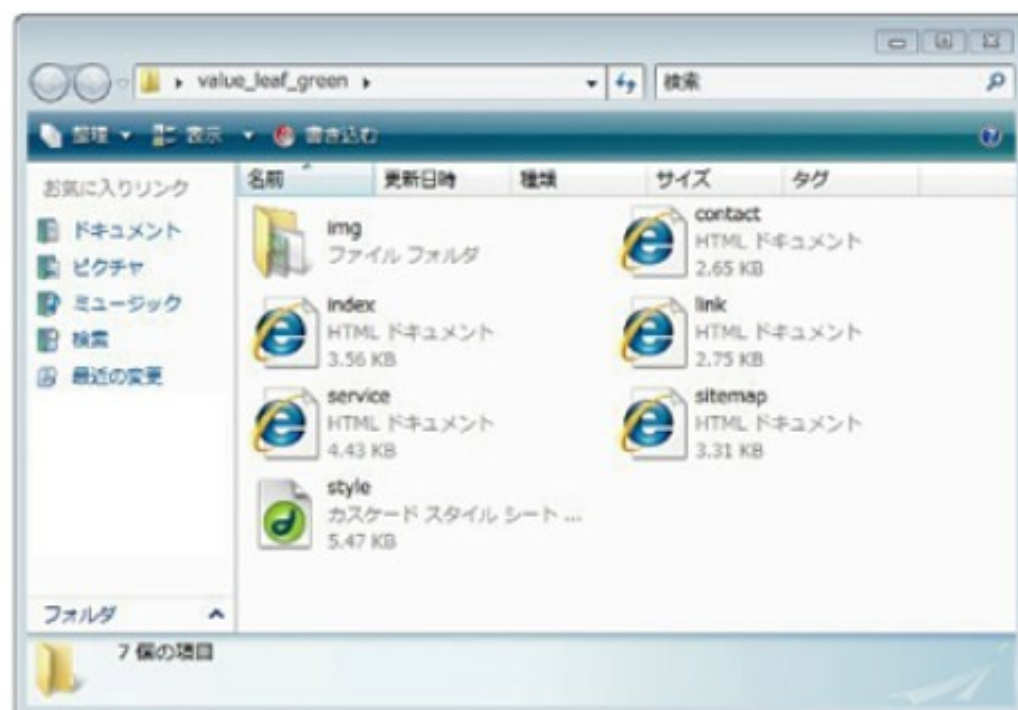 value_leaf_green
検索
整理 表示 書き込む
お気に入りリンク
ドキュメント
ピクチャ
ミュージック
検索
最近の変更
フォルダ
名前 更新日時 種類 サイズ タグ
img
ファイル フォルダ
contact
HTML ドキュメント
2.65 KB
index
HTML ドキュメント
3.56 KB
link
HTML ドキュメント
2.75 KB
service
HTML ドキュメント
4.43 KB
sitemap
HTML ドキュメント
3.31 KB
style
カスケード スタイル シート ...
5.47 KB
7 個の項目